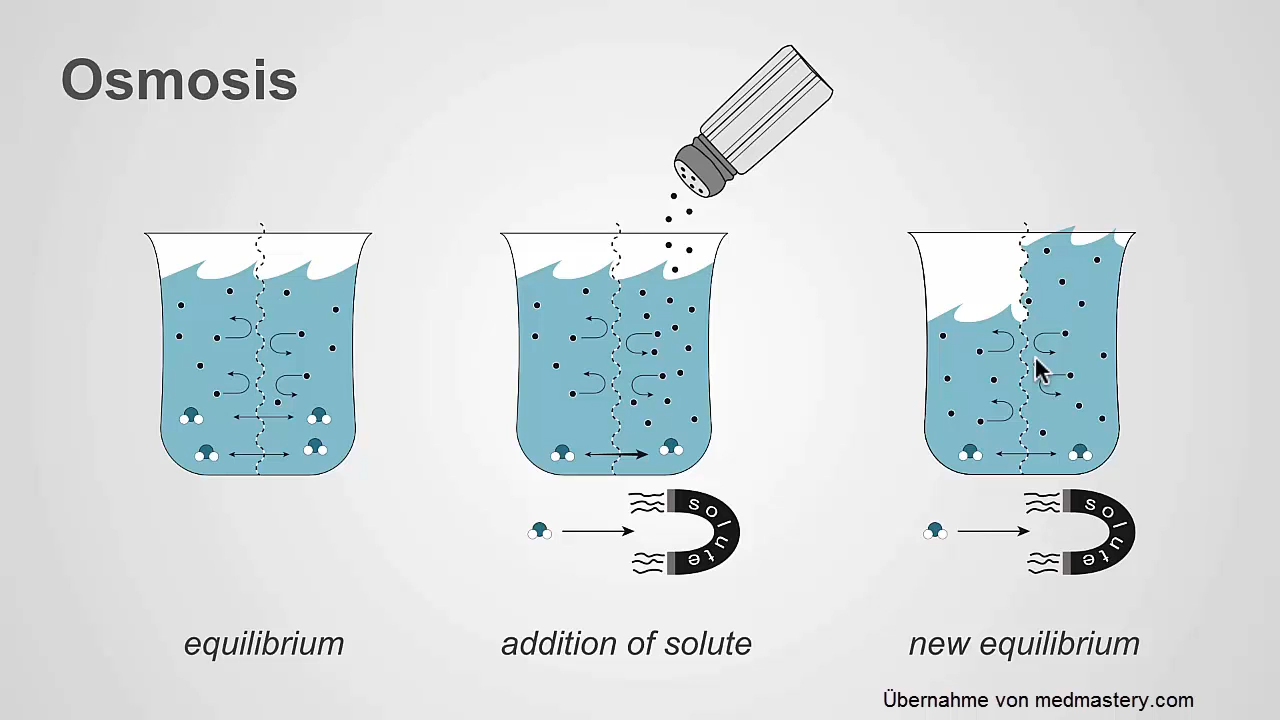 Osmosis
solute
solute
equilibrium
addition of solute
new equilibrium
Übernahme von medmastery.com